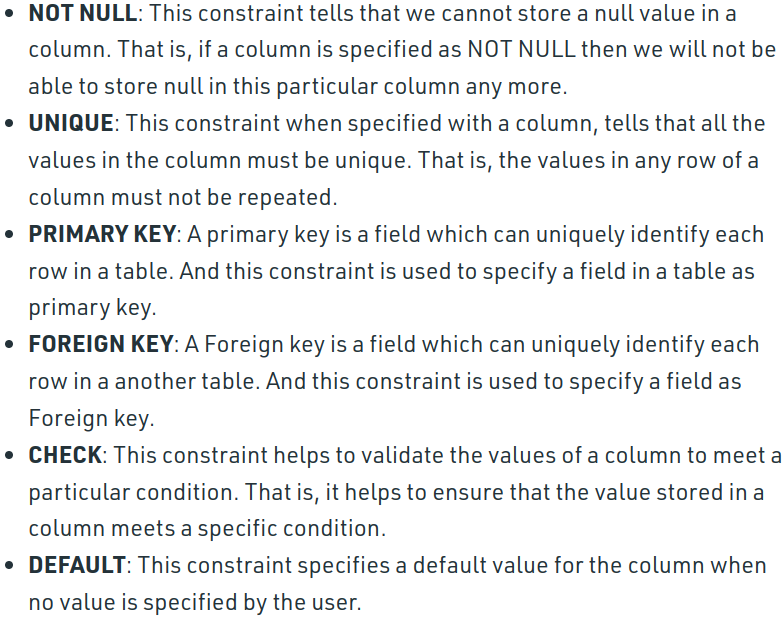 • NOT NULL: This constraint tells that we cannot store a null value in a
column. That is, if a column is specified as NOT NULL then we will not be
able to store null in this particular column any more.
• UNIQUE: This constraint when specified with a column, tells that all the
values in the column must be unique. That is, the values in any row of a
column must not be repeated.
• PRIMARY KEY: A primary key is a field which can uniquely identify each
row in a table. And this constraint is used to specify a field in a table as
primary key.
• FOREIGN KEY: A Foreign key is a field which can uniquely identify each
row in a another table. And this constraint is used to specify a field as
Foreign key.
• CHECK: This constraint helps to validate the values of a column to meet a
particular condition. That is, it helps to ensure that the value stored in a
column meets a specific condition.
• DEFAULT: This constraint specifies a default value for the column when
no value is specified by the user.